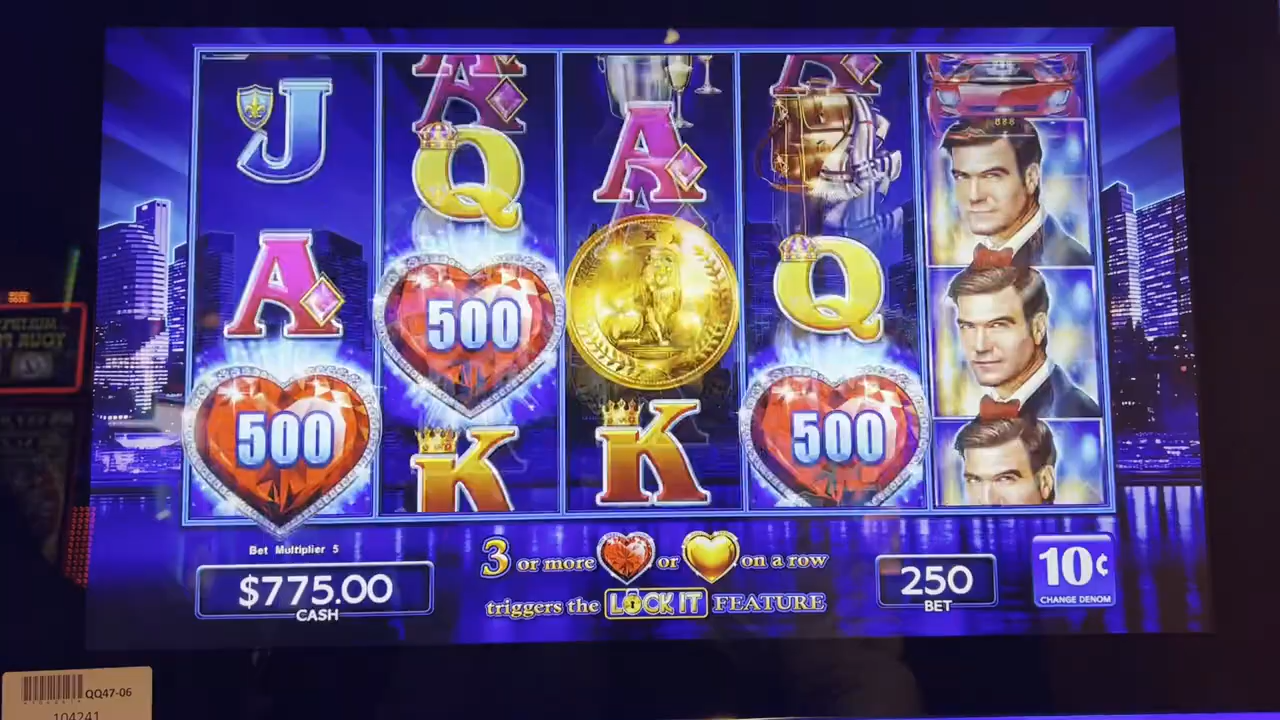 J
A
A
888
Q
A
A
Q
500
500
500
K
K
Bet Multiplier 5
$775.00
CASH
3 or more or on a row
triggers the LOCK IT FEATURE
250
BET
10¢
CHANGE DENOM
QQ47-06
104241